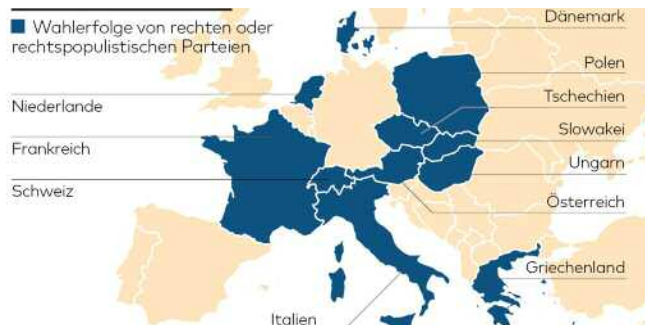 Wahlerfolge von rechten oder
rechtspopulistischen Parteien
Dänemark
Polen
Tschechien
Niederlande
Slowakei
Frankreich
Ungarn
Schweiz
Österreich
Griechenland
Italien